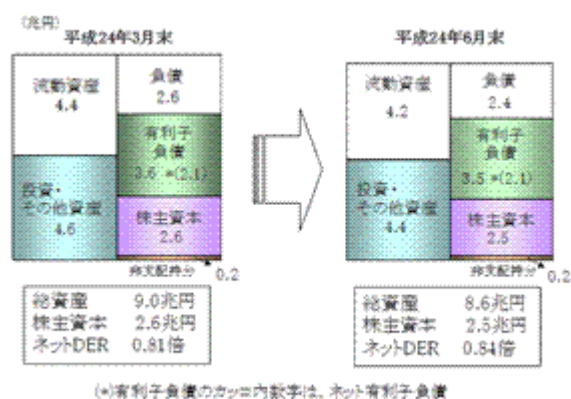 (兆円)
平成24年3月末
流動資産
4.4
負債
2.6
有利子
負債
3.6 *(2.1)
投資・
その他資産
4.6
株主資本
2.6
非支配持分
0.2
総資産 9.0兆円
株主資本 2.6兆円
ネットDER 0.81倍
平成24年6月末
流動資産
4.2
負債
2.4
有利子
負債
3.5 *(2.1)
投資・
その他資産
4.4
株主資本
2.5
非支配持分
0.2
総資産 8.6兆円
株主資本 2.5兆円
ネットDER 0.84倍
(*)有利子負債のカッコ内数字は、ネット有利子負債